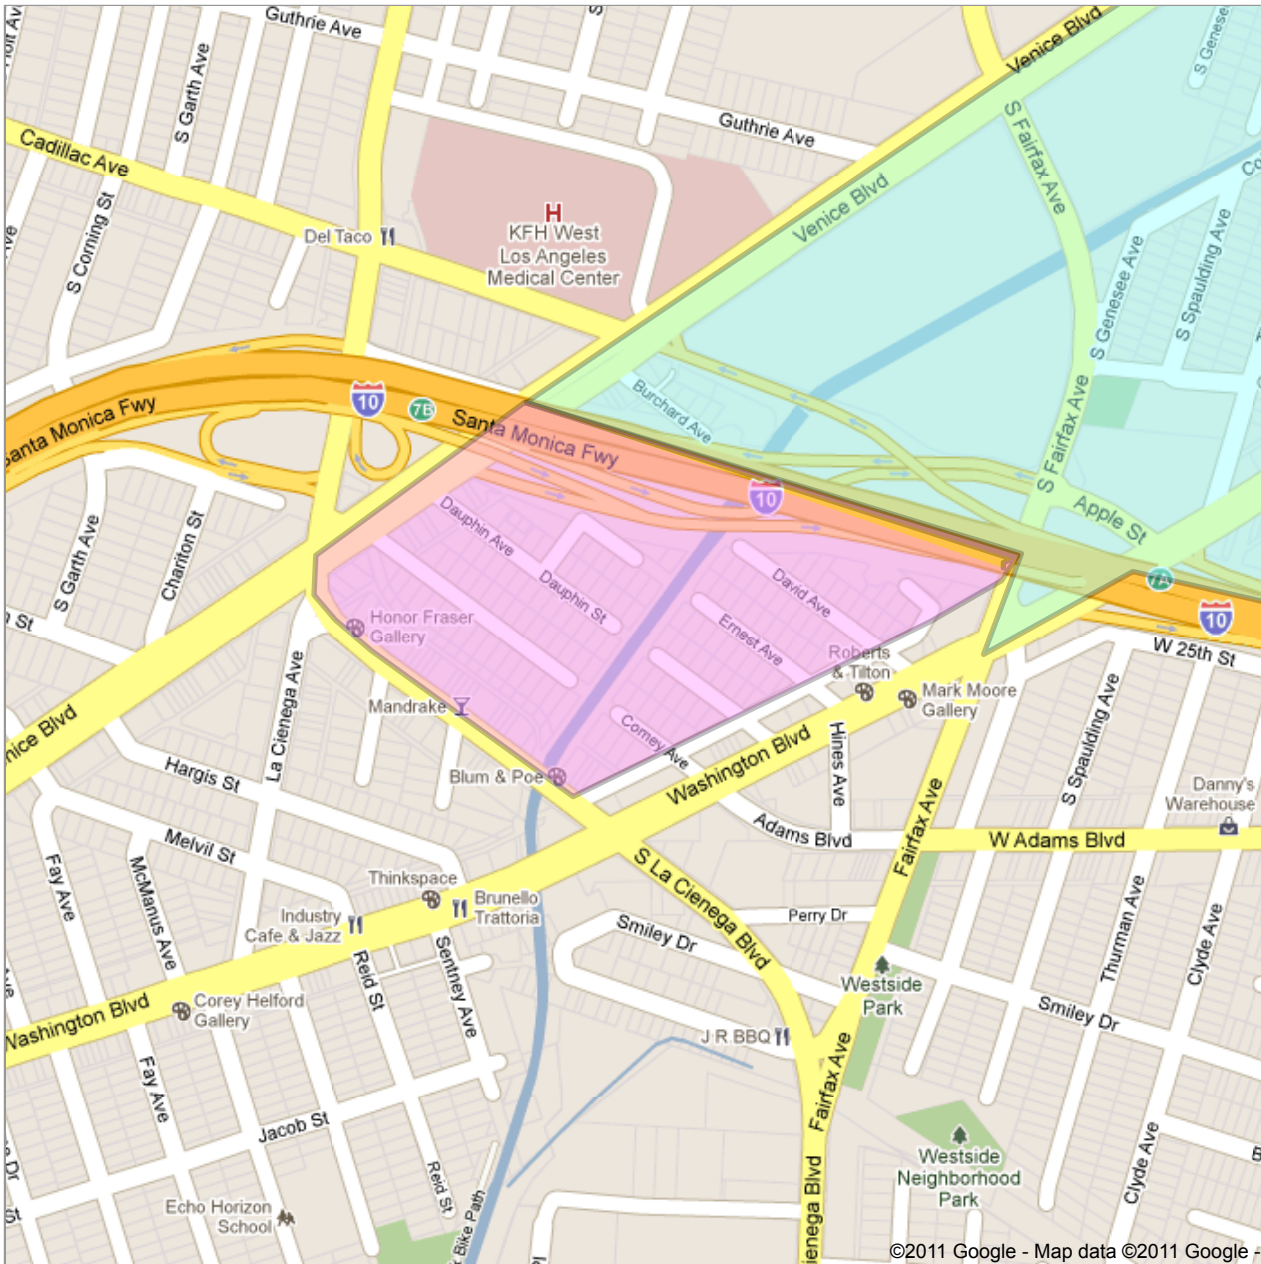 Guthrie Ave
Venice Blvd
S Garth Ave
S Fairfax Ave
Guthrie Ave
Cadillac Ave
S Corning St
Venice Blvd
S Spaulding Ave
Del Taco
H
KFH West
Los Angeles
Medical Center
S Genesee Ave
10
7B
Santa Monica Fwy
Santa Monica Fwy
Burchard Ave
S Fairfax Ave
10
Apple St
7A
10
Dauphin Ave
Dauphin St
David Ave
Ernest Ave
Chariton St
S Garth Ave
Honor Fraser
Gallery
Roberts
& Tilton
W 25th St
Mark Moore
Gallery
Mandrake
La Cienega Ave
Comey Ave
Blum & Poe
Washington Blvd
Hines Ave
S Spaulding Ave
Hargis St
Danny's
Warehouse
Adams Blvd
W Adams Blvd
Fairfax Ave
Melvil St
S La Cienega Blvd
Fay Ave
McManus Ave
Thinkspace
Brunello
Trattoria
Industry
Cafe & Jazz
Perry Dr
Smiley Dr
Thurman Ave
Clyde Ave
Reid St
Sentney Ave
Westside
Park
Washington Blvd
Corey Helford
Gallery
Smiley Dr
J R BBQ
Fairfax Ave
Fay Ave
Jacob St
Westside
Neighborhood
Park
Clyde Ave
Reid St
Echo Horizon
School
Bike Path
©2011 Google - Map data ©2011 Google -